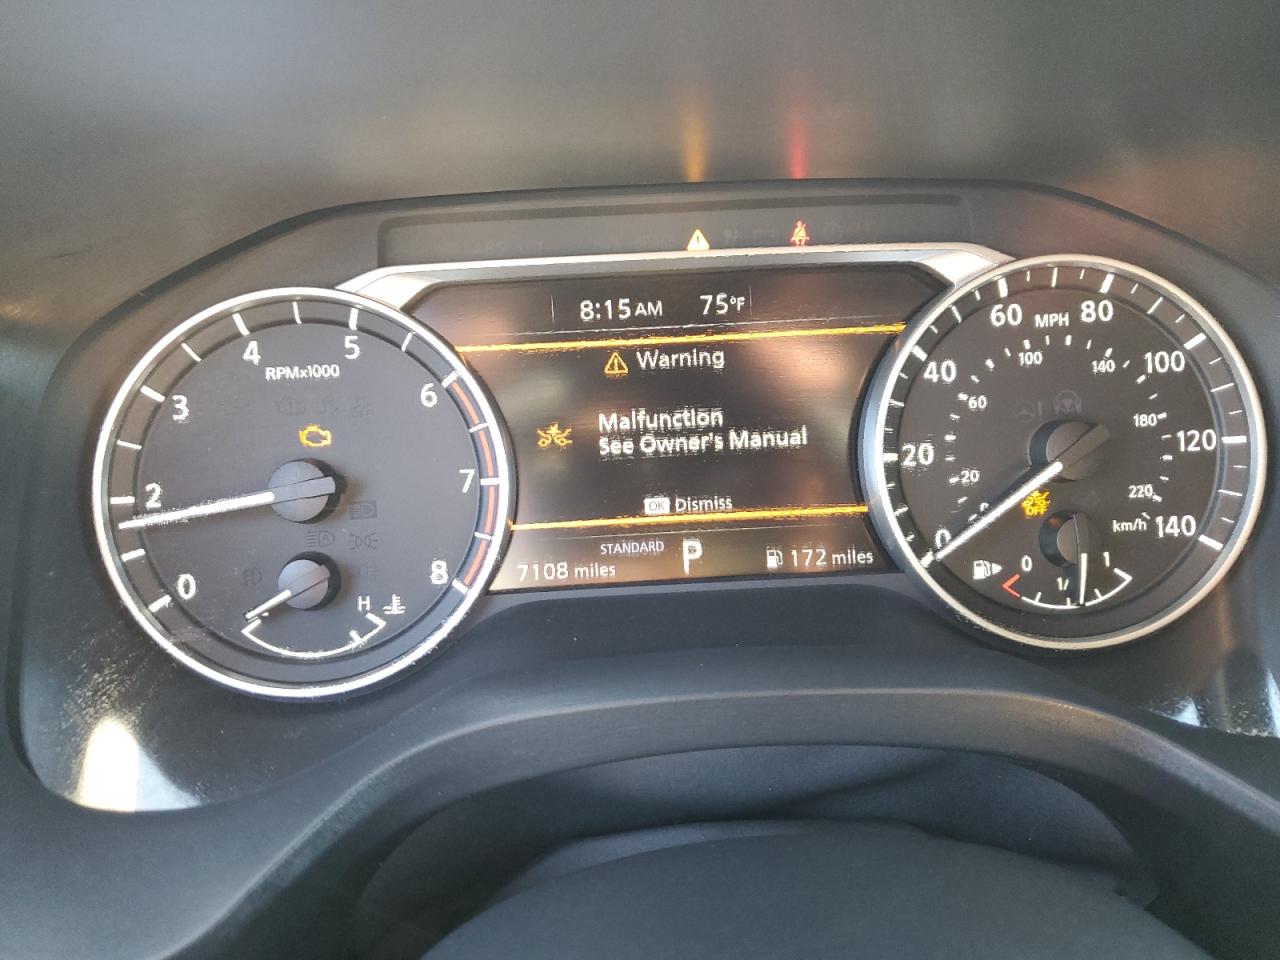 8:15 AM 75°F
Warning
Malfunction
See Owner's Manual
OK Dismiss
STANDARD P
7108 miles 172 miles
RPMx1000
0
2
3
4
5
6
7
8
H
MPH
0
20
40
60
80
100
120
140
20
60
100
140
180
220
km/h
OFF
0
1/
1